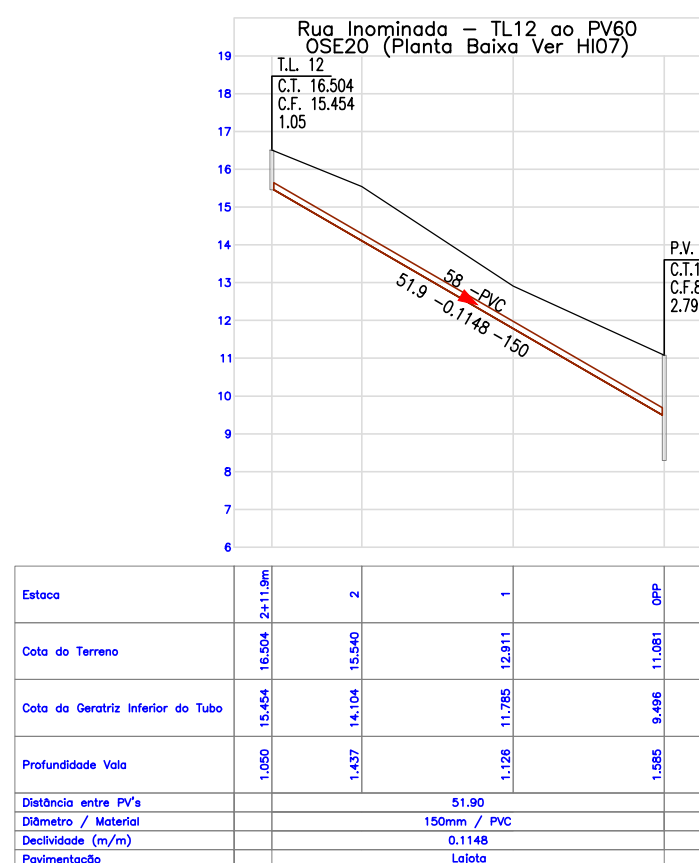 Rua Inominada – TL12 ao PV60
OSE20 (Planta Baixa Ver HI07)
19
18
17
16
15
14
13
12
11
10
9
8
7
6
T.L. 12
C.T. 16.504
C.F. 15.454
1.05
58 –PVC
51.9 –0.1148 –150
P.V.
C.T.1
C.F.8
2.79
Estaca 2+11.9m 2 1 0PP
Cota do Terreno 16.504 15.540 12.911 11.081
Cota da Geratriz Inferior do Tubo 15.454 14.104 11.785 9.496
Profundidade Vala 1.050 1.437 1.126 1.585
Distância entre PV's 51.90
Diâmetro / Material 150mm / PVC
Declividade (m/m) 0.1148
Pavimentação Lajota